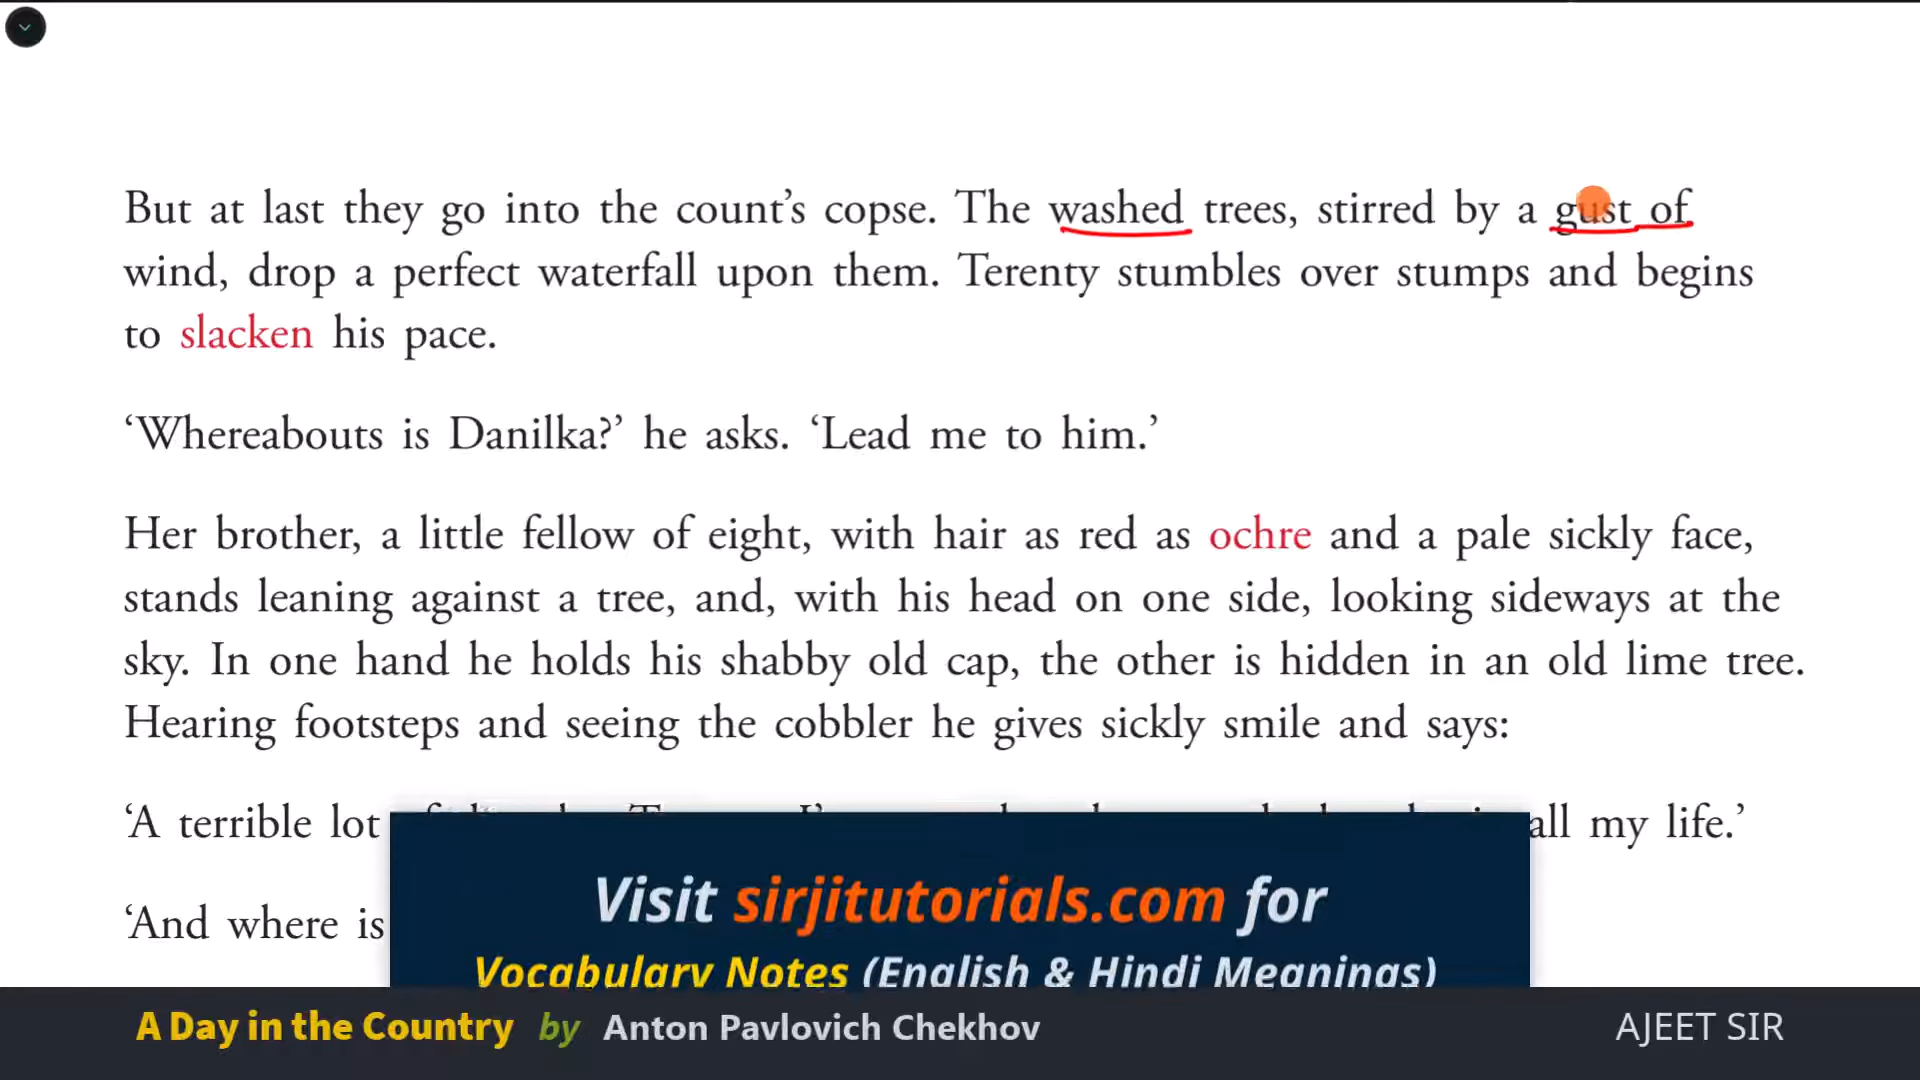 But at last they go into the count’s copse. The washed trees, stirred by a gust of
wind, drop a perfect waterfall upon them. Terenty stumbles over stumps and begins
to slacken his pace.
‘Whereabouts is Danilka?’ he asks. ‘Lead me to him.’
Her brother, a little fellow of eight, with hair as red as ochre and a pale sickly face,
stands leaning against a tree, and, with his head on one side, looking sideways at the
sky. In one hand he holds his shabby old cap, the other is hidden in an old lime tree.
Hearing footsteps and seeing the cobbler he gives sickly smile and says:
‘A terrible lot all my life.’
‘And where is
Visit sirjitutorials.com for
Vocabulary Notes (English & Hindi Meanings)
A Day in the Country by Anton Pavlovich Chekhov
AJEET SIR